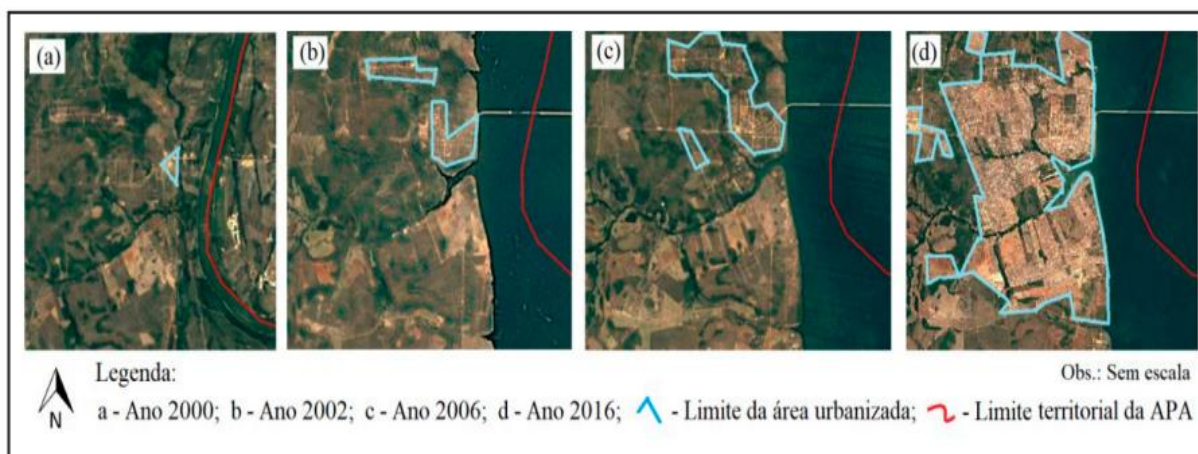 (a) (b) (c) (d)
Legenda:
Obs.: Sem escala
N
a - Ano 2000; b - Ano 2002; c - Ano 2006; d - Ano 2016; - Limite da área urbanizada; - Limite territorial da APA